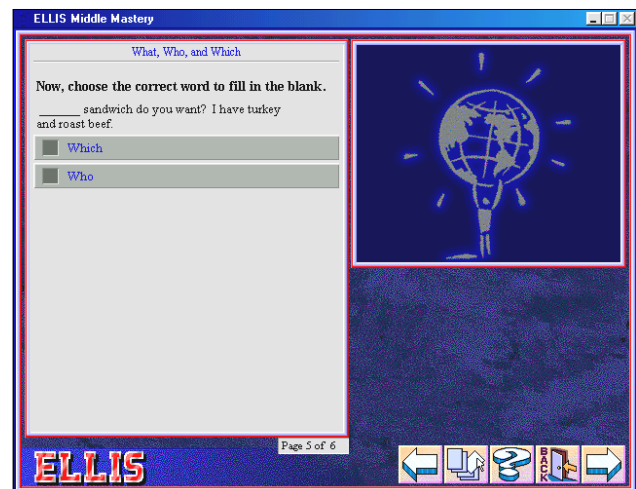 ELLIS Middle Mastery
What, Who, and Which
Now, choose the correct word to fill in the blank.
______ sandwich do you want? I have turkey
and roast beef.
Which
Who
Page 5 of 6
ELLIS
BACK